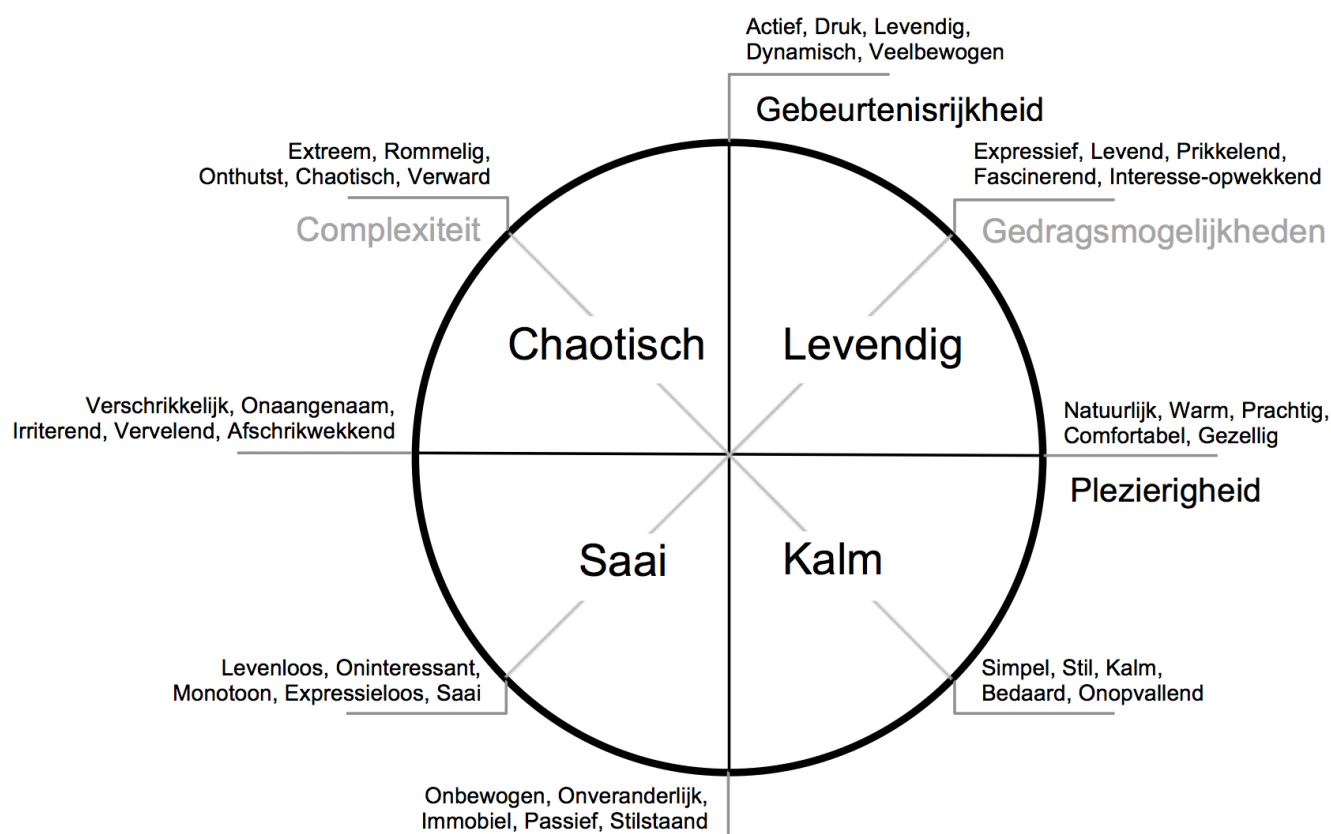 Actief, Druk, Levendig,
Dynamisch, Veelbewogen
Gebeurtenisrijkheid
Extreem, Rommelig,
Onthutst, Chaotisch, Verward
Complexiteit
Expressief, Levend, Prikkelend,
Fascinerend, Interesse-opwekkend
Gedragsmogelijkheden
Chaotisch
Levendig
Verschrikkelijk, Onaangenaam,
Irriterend, Vervelend, Afschrikwekkend
Natuurlijk, Warm, Prachtig,
Comfortabel, Gezellig
Plezierigheid
Saai
Kalm
Levenloos, Oninteressant,
Monotoon, Expressieloos, Saai
Simpel, Stil, Kalm,
Bedaard, Onopvallend
Onbewogen, Onveranderlijk,
Immobiel, Passief, Stilstaand